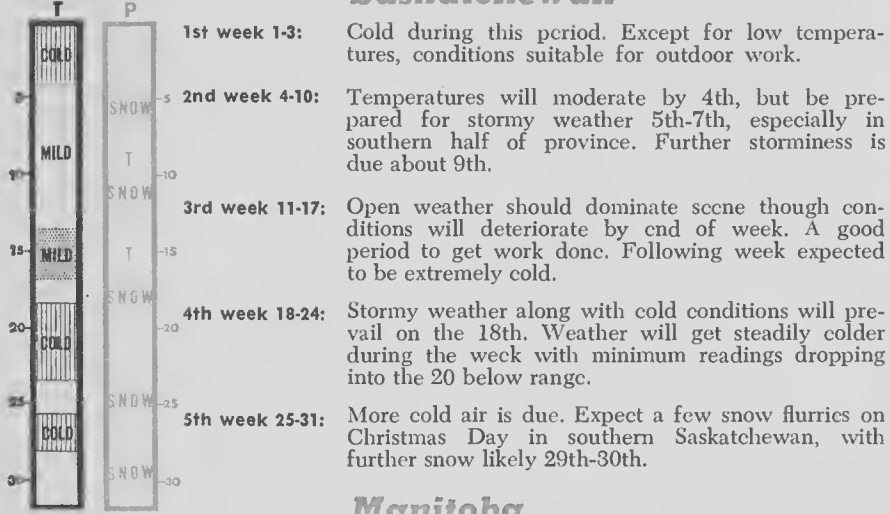 Saskatchewan
T
P
1st week 1-3:
Cold during this period. Except for low tempera-
tures, conditions suitable for outdoor work.
2nd week 4-10:
Temperatures will moderate by 4th, but be pre-
pared for stormy weather 5th-7th, especially in
southern half of province. Further storminess is
due about 9th.
3rd week 11-17:
Open weather should dominate scene though con-
ditions will deteriorate by end of week. A good
period to get work done. Following week expected
to be extremely cold.
4th week 18-24:
Stormy weather along with cold conditions will pre-
vail on the 18th. Weather will get steadily colder
during the week with minimum readings dropping
into the 20 below range.
5th week 25-31:
More cold air is due. Expect a few snow flurries on
Christmas Day in southern Saskatchewan, with
further snow likely 29th-30th.
COLD
5
MILD
10
15
MILD
20
COLD
25
COLD
30
SNOW
5
T
10
SNOW
T
15
SNOW
20
SNOW
25
SNOW
30
Manitoba